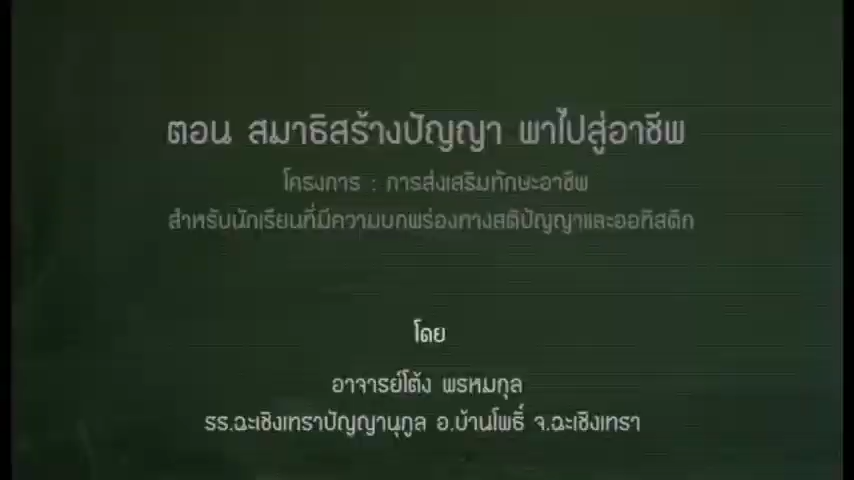 ตอน สมาธิสร้างปัญญา พาไปสู่อาชีพ
โครงการ : การส่งเสริมทักษะอาชีพ
สำหรับนักเรียนที่มีความบกพร่องทางสติปัญญาและออทิสติก
โดย
อาจารย์โต้ง พรหมกุล
รร.ฉะเชิงเทราปัญญานุกูล อ.บ้านโพธิ์ จ.ฉะเชิงเทรา